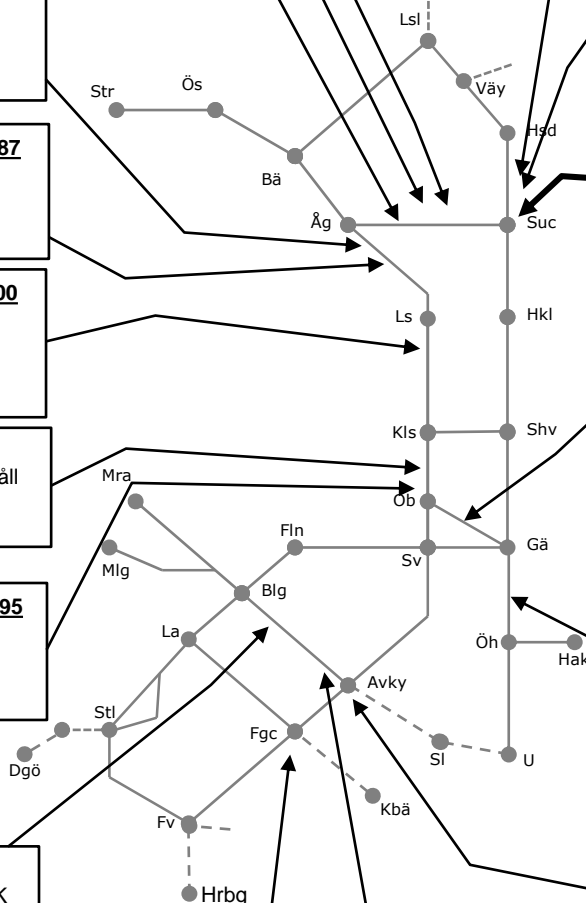 Lsl
Väy
Str
Ös
Hsd
87
Bä
Åg
Suc
00
Ls
Hkl
Kls
Shv
åll
Mra
Ob
Fln
Sv
Gä
Mlg
Blg
95
La
Öh
Hak
Avky
Stl
Fgc
Sl
U
Dgö
Kbä
Fv
K
Hrbg